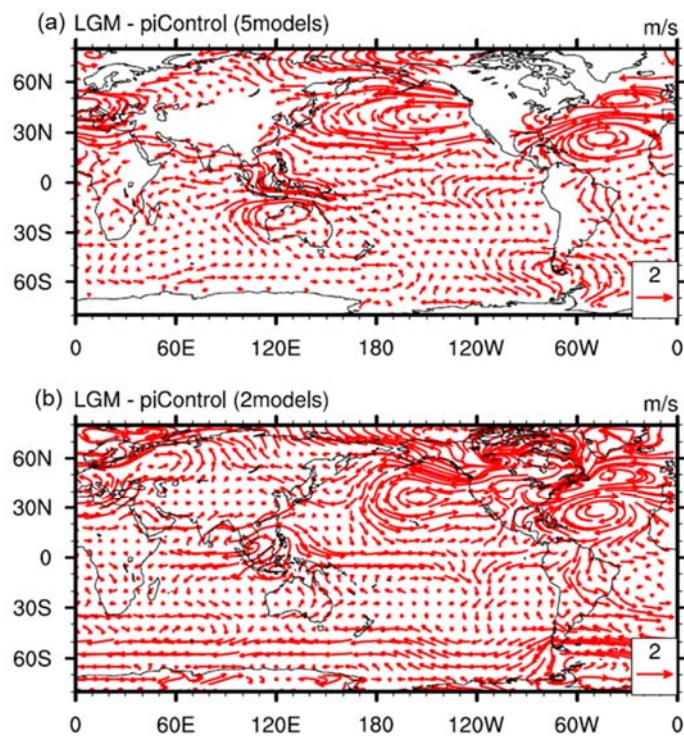 (a) LGM - piControl (5models) m/s
60N
30N
0
30S
60S
2
0 60E 120E 180 120W 60W 0
(b) LGM - piControl (2models) m/s
60N
30N
0
30S
60S
2
0 60E 120E 180 120W 60W 0